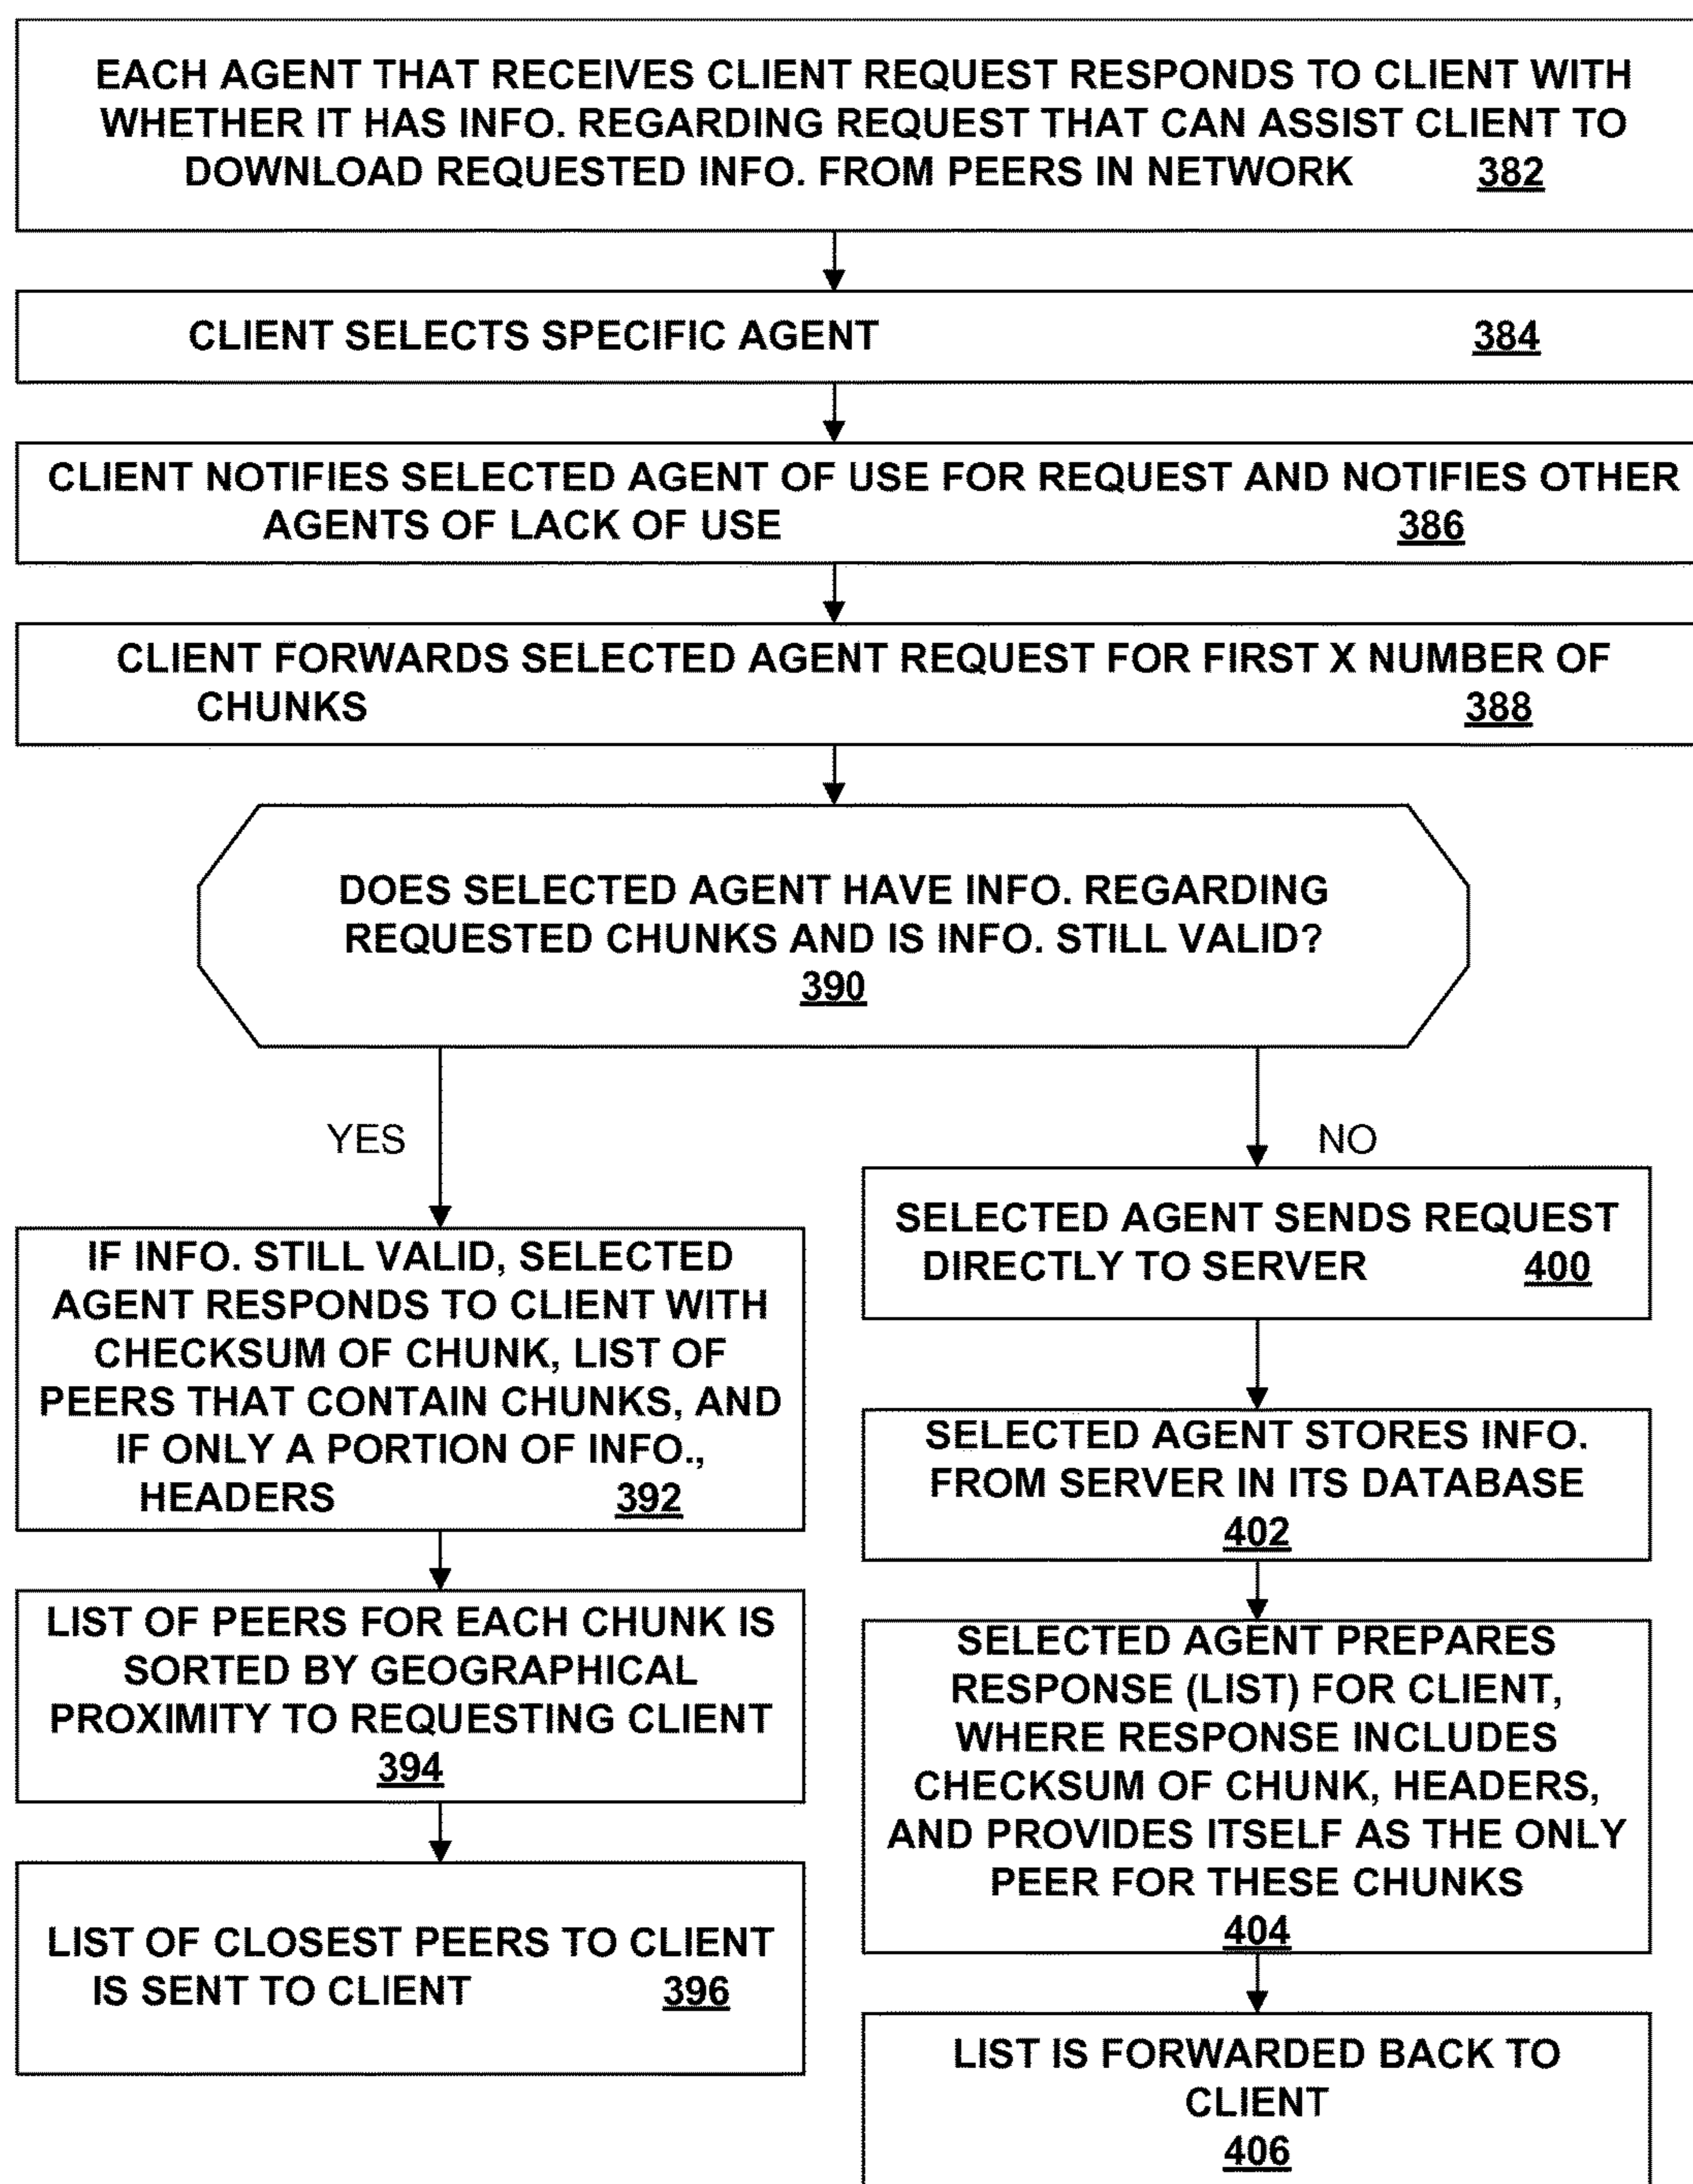 EACH AGENT THAT RECEIVES CLIENT REQUEST RESPONDS TO CLIENT WITH
WHETHER IT HAS INFO. REGARDING REQUEST THAT CAN ASSIST CLIENT TO
DOWNLOAD REQUESTED INFO. FROM PEERS IN NETWORK 382
CLIENT SELECTS SPECIFIC AGENT 384
CLIENT NOTIFIES SELECTED AGENT OF USE FOR REQUEST AND NOTIFIES OTHER
AGENTS OF LACK OF USE 386
CLIENT FORWARDS SELECTED AGENT REQUEST FOR FIRST X NUMBER OF
CHUNKS 388
DOES SELECTED AGENT HAVE INFO. REGARDING
REQUESTED CHUNKS AND IS INFO. STILL VALID?
390
YES
IF INFO. STILL VALID, SELECTED
AGENT RESPONDS TO CLIENT WITH
CHECKSUM OF CHUNK, LIST OF
PEERS THAT CONTAIN CHUNKS, AND
IF ONLY A PORTION OF INFO.,
HEADERS 392
LIST OF PEERS FOR EACH CHUNK IS
SORTED BY GEOGRAPHICAL
PROXIMITY TO REQUESTING CLIENT
394
LIST OF CLOSEST PEERS TO CLIENT
IS SENT TO CLIENT 396
NO
SELECTED AGENT SENDS REQUEST
DIRECTLY TO SERVER 400
SELECTED AGENT STORES INFO.
FROM SERVER IN ITS DATABASE
402
SELECTED AGENT PREPARES
RESPONSE (LIST) FOR CLIENT,
WHERE RESPONSE INCLUDES
CHECKSUM OF CHUNK, HEADERS,
AND PROVIDES ITSELF AS THE ONLY
PEER FOR THESE CHUNKS
404
LIST IS FORWARDED BACK TO
CLIENT
406